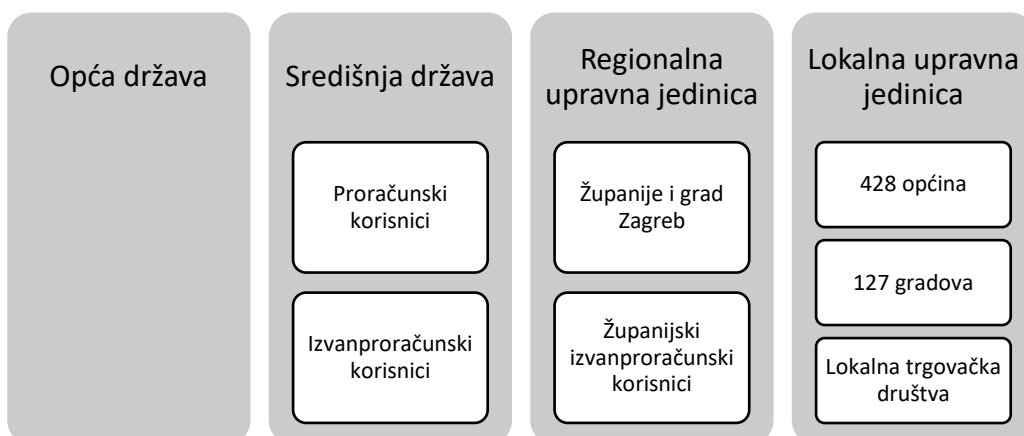 Opća država
Središnja država
Proračunski
korisnici
Izvanproračunski
korisnici
Regionalna
upravna jedinica
Županije i grad
Zagreb
Županijski
izvanproračunski
korisnici
Lokalna upravna
jedinica
428 općina
127 gradova
Lokalna trgovačka
društva